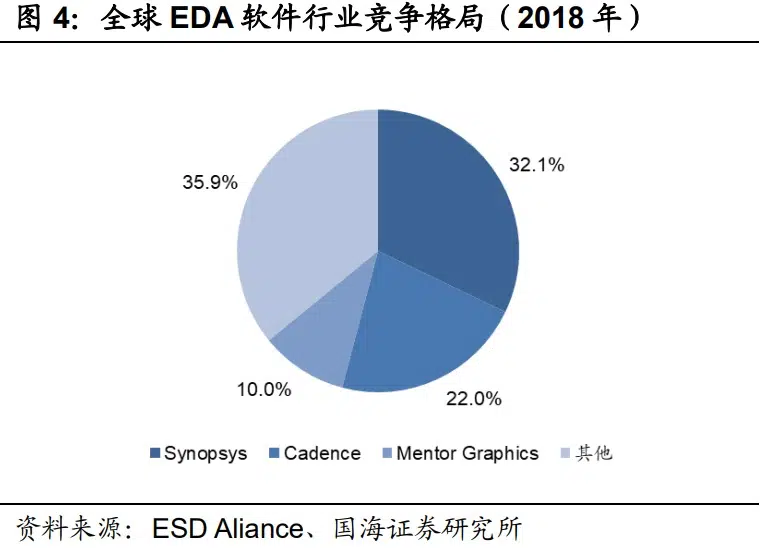 图 4：全球 EDA 软件行业竞争格局（2018 年）
32.1%
35.9%
10.0%
22.0%
Synopsys Cadence Mentor Graphics 其他
资料来源：ESD Aliance、国海证券研究所